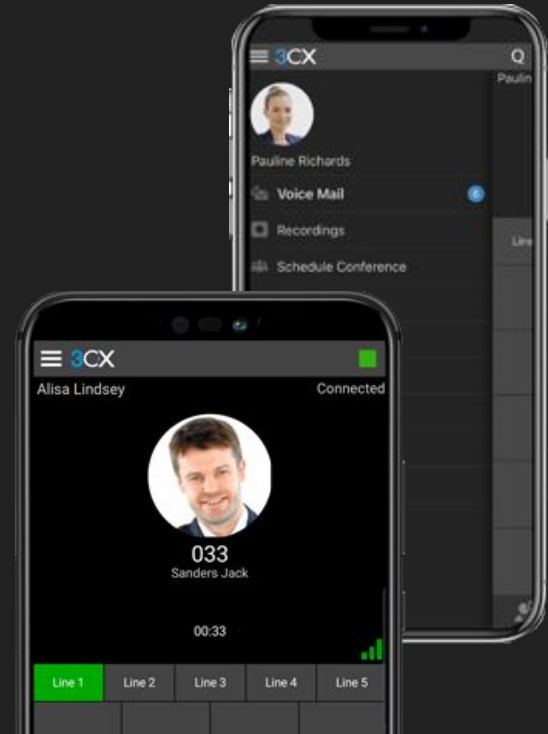 3CX
Paulin
Pauline Richards
Voice Mail 6
Recordings
Line
Schedule Conference
3CX
Alisa Lindsey Connected
033
Sanders Jack
00:33
Line 1 Line 2 Line 3 Line 4 Line 5